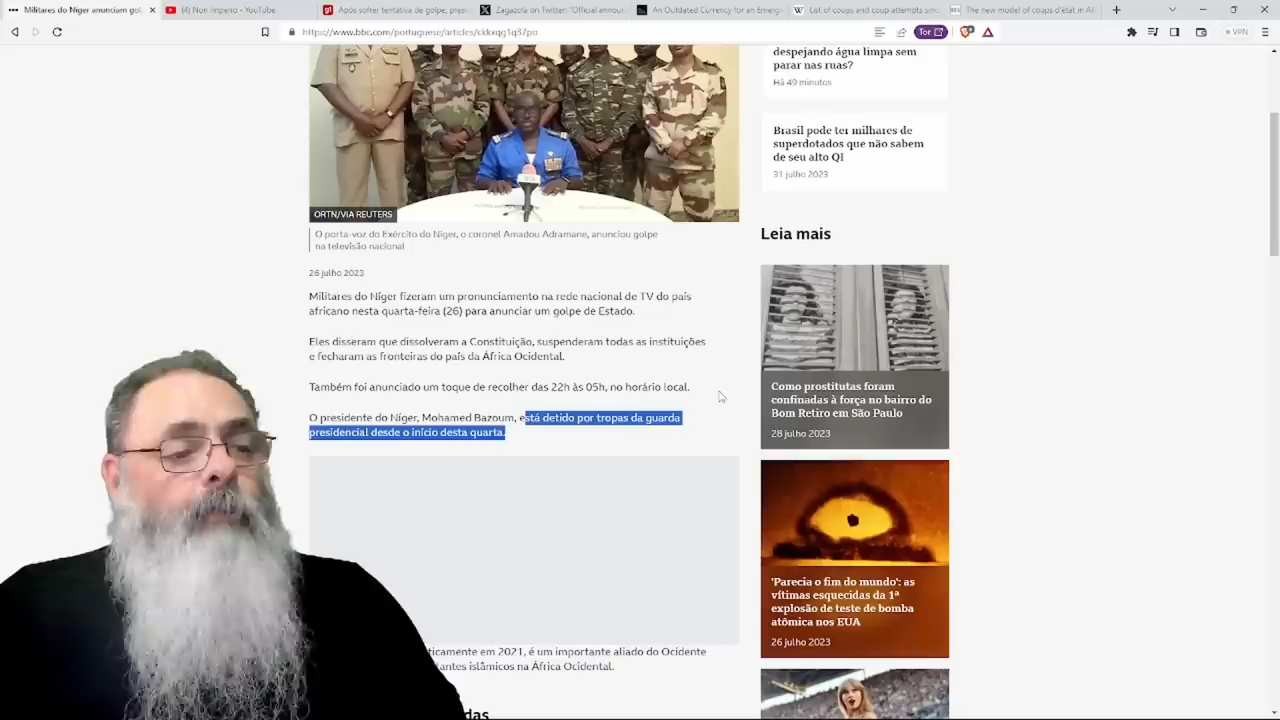 Militares do Níger anunciam gol
(4) Non Imperio - YouTube
Após sofrer tentativa de golpe, presi
Zagazola on Twitter: "Official announ
An Outdated Currency for an Emerg
List of coups and coup attempts sinc
The new model of coups d'état in Af
https://www.bbc.com/portuguese/articles/
Tor
VPN
despejando água limpa sem
parar nas ruas?
Há 49 minutos
Brasil pode ter milhares de
superdotados que não sabem
de seu alto QI
31 julho 2023
ORTN/VIA REUTERS
O porta-voz do Exército do Níger, o coronel Amadou Adramane, anunciou golpe
na televisão nacional
Leia mais
26 julho 2023
Militares do Níger fizeram um pronunciamento na rede nacional de TV do país
africano nesta quarta-feira (26) para anunciar um golpe de Estado.
Eles disseram que dissolveram a Constituição, suspenderam todas as instituições
e fecharam as fronteiras do país da África Ocidental.
Também foi anunciado um toque de recolher das 22h às 05h, no horário local.
O presidente do Níger, Mohamed Bazoum, está detido por tropas da guarda
presidencial desde o início desta quarta.
Como prostitutas foram
confinadas à força no bairro do
Bom Retiro em São Paulo
28 julho 2023
'Parecia o fim do mundo': as
vítimas esquecidas da 1ª
explosão de teste de bomba
atômica nos EUA
26 julho 2023
ticamente em 2021, é um importante aliado do Ocidente
tantes islâmicos na África Ocidental.
das